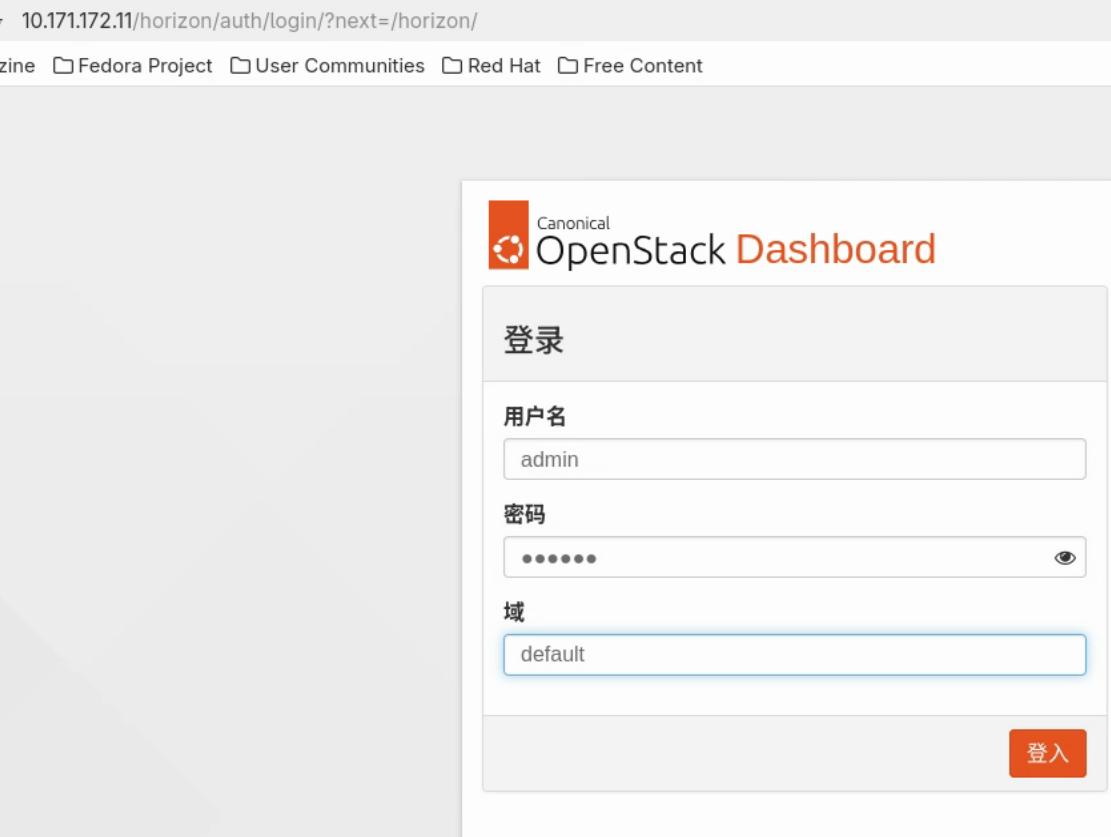 10.171.172.11/horizon/auth/login/?next=/horizon/
zine Fedora Project User Communities Red Hat Free Content
Canonical
OpenStack Dashboard
登录
用户名
admin
密码
••••••
域
default
登入